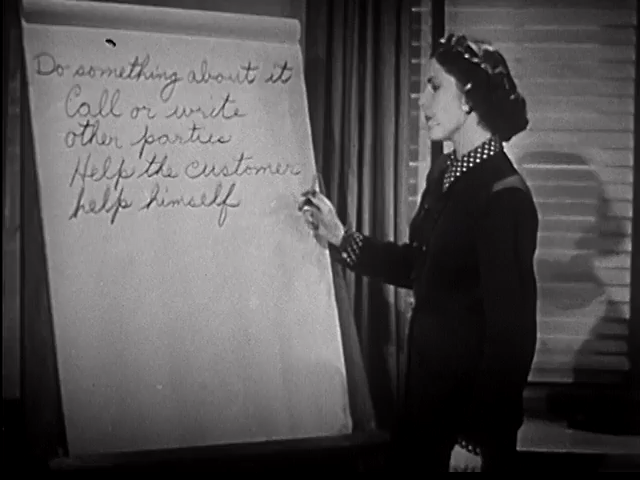 Do something about it
Call or write
other parties
Help the customer
help himself